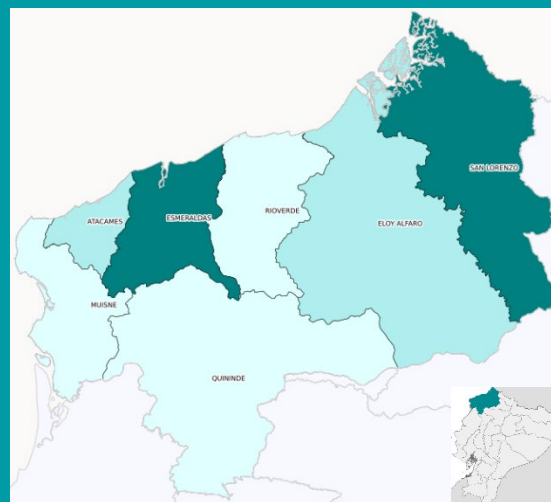 SAN LORENZO
RIOVERDE
ATACAMES
ESMERALDAS
ELOY ALFARO
MUISNE
QUININDE